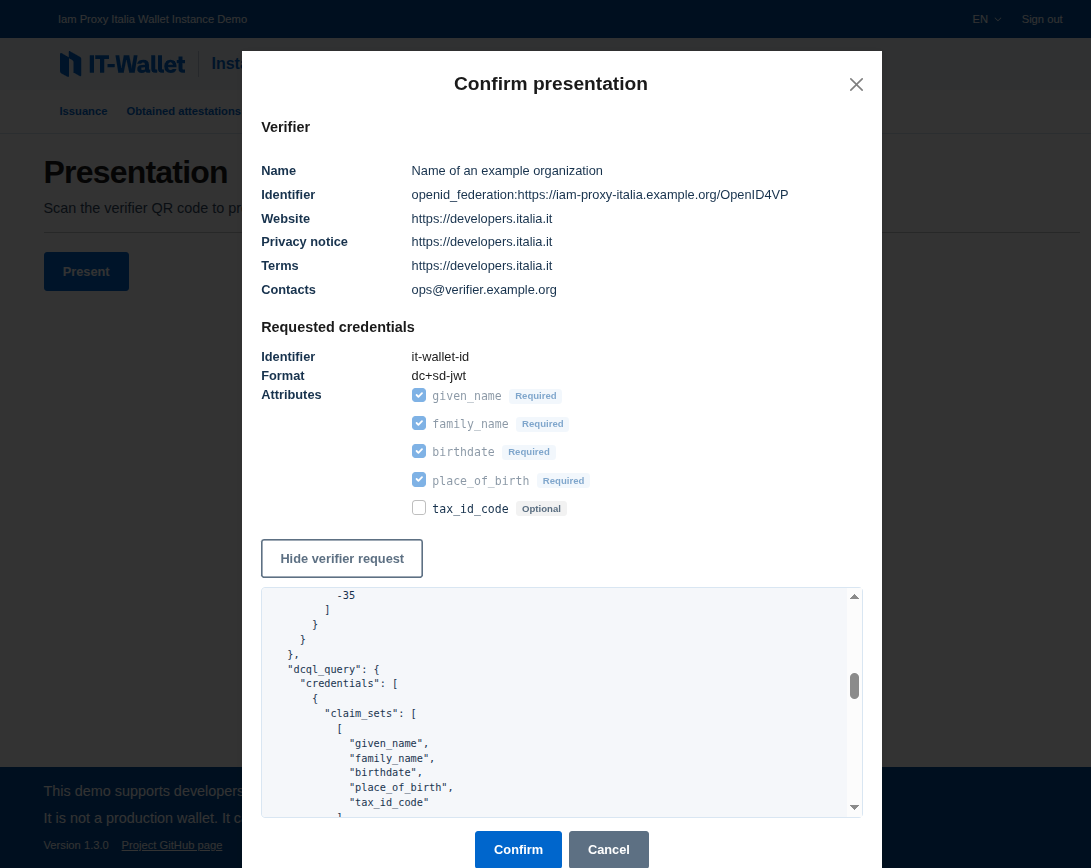 Iam Proxy Italia Wallet Instance Demo
EN
Sign out
IT-Wallet
Issuance
Obtained attestations
Presentation
Scan the verifier QR code to
Present
Confirm presentation
Verifier
Name Name of an example organization
Identifier openid_federation:https://iam-proxy-italia.example.org/OpenID4VP
Website https://developers.italia.it
Privacy notice https://developers.italia.it
Terms https://developers.italia.it
Contacts ops@verifier.example.org
Requested credentials
Identifier it-wallet-id
Format dc+sd-jwt
Attributes given_name Required
family_name Required
birthdate Required
place_of_birth Required
tax_id_code Optional
Hide verifier request
-35
]
}
}
},
"dcql_query": {
"credentials": [
{
"claim_sets": [
[
"given_name",
"family_name",
"birthdate",
"place_of_birth",
"tax_id_code"
]
Confirm
Cancel
This demo supports developers
It is not a production wallet. It
Version 1.3.0 Project GitHub page